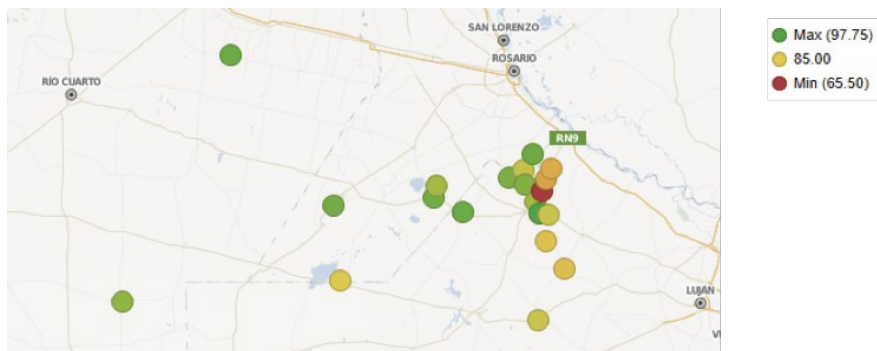 SAN LORENZO
ROSARIO
RÍO CUARTO
RN9
LUJAN
Max (97.75)
85.00
Min (65.50)